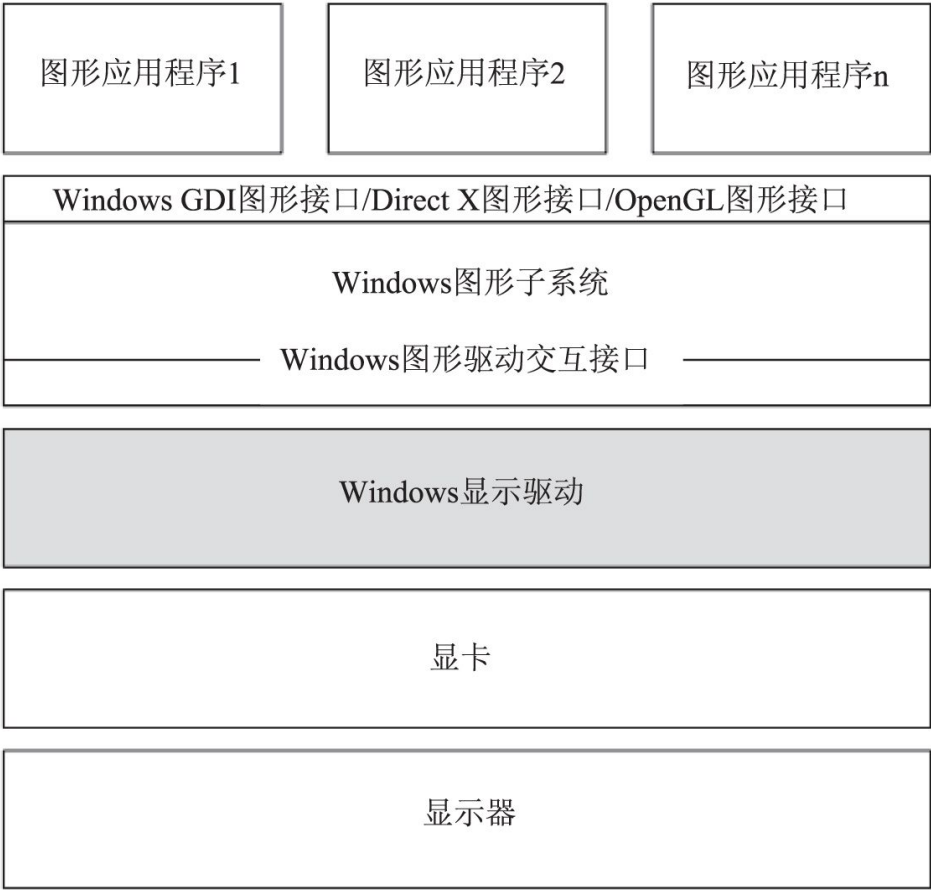 图形应用程序1
图形应用程序2
图形应用程序n
Windows GDI图形接口/Direct X图形接口/OpenGL图形接口
Windows图形子系统
Windows图形驱动交互接口
Windows显示驱动
显卡
显示器